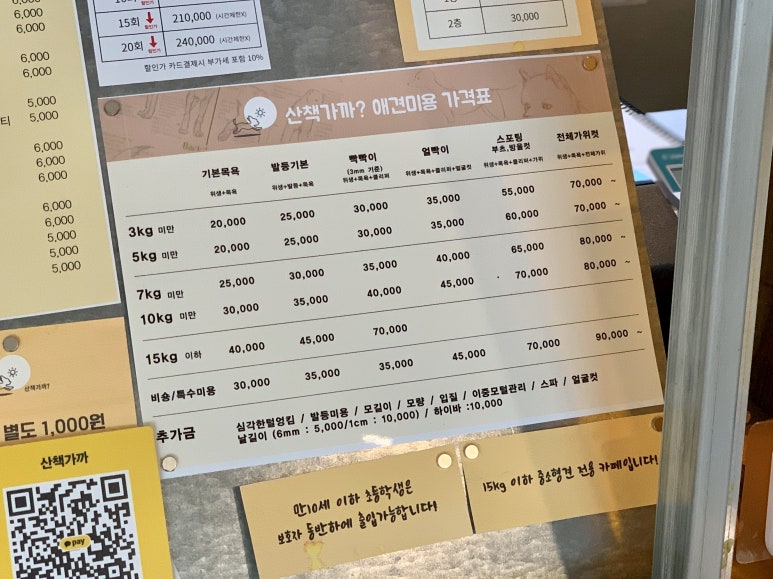 6,000
6,000
6,000
5,000
티 5,000
6,000
6,000
6,000
6,000
6,000
5,000
5,000
5,000
15회 할인가 210,000 (시간제한X)
20회 할인가 240,000 (시간제한X)
할인가 카드결제시 부가세 포함 10%
2층 30,000
산책가까? 애견미용 가격표
기본목욕 발등기본 빡빡이 얼빡이 스포팅 전체가위컷
(3mm 기준) 부츠,방울컷
위생+목욕 위생+발등+목욕 위생+목욕+클리퍼 위생+목욕+클리퍼+얼굴컷 위생+목욕+클리퍼+가위 위생+목욕+전체가위
3kg 미만 20,000 25,000 30,000 35,000 55,000 70,000 ~
5kg 미만 20,000 25,000 30,000 35,000 60,000 70,000 ~
7kg 미만 25,000 30,000 35,000 40,000 65,000 80,000 ~
10kg 미만 30,000 35,000 40,000 45,000 70,000 80,000 ~
15kg 이하 40,000 45,000 70,000
비숑/특수미용 30,000 35,000 35,000 45,000 70,000 90,000 ~
추가금 심각한털엉킴 / 발등미용 / 모길이 / 모량 / 입질 / 이중모털관리 / 스파 / 얼굴컷
날길이 (6mm : 5,000/1cm : 10,000) / 하이바 :10,000
산책가까?
별도 1,000원
산책가까
pay
만10세 이하 초등학생은
보호자 동반하에 출입가능합니다!
15kg 이하 중소형견 전용 카페입니다!